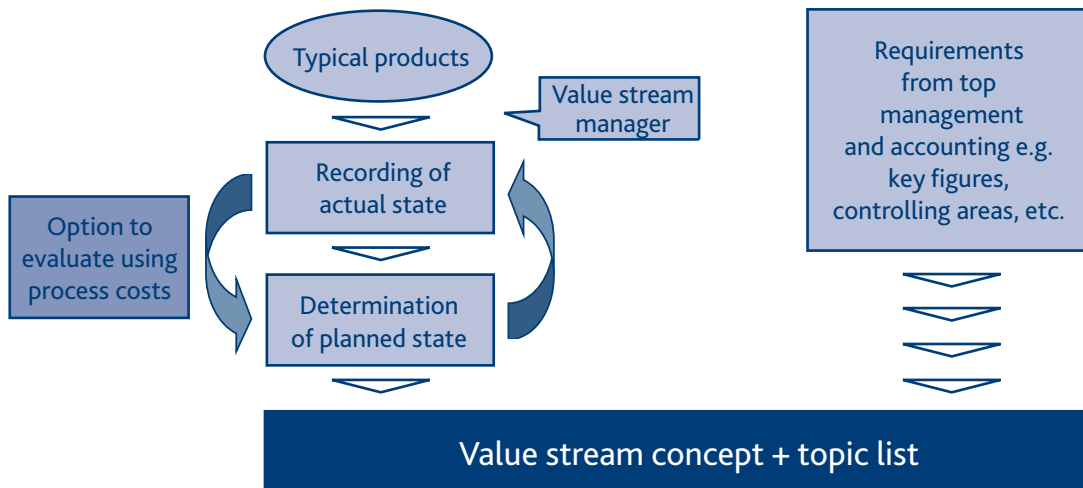 Typical products
Value stream
manager
Recording of
actual state
Option to
evaluate using
process costs
Determination
of planned state
Requirements
from top
management
and accounting e.g.
key figures,
controlling areas, etc.
Value stream concept + topic list